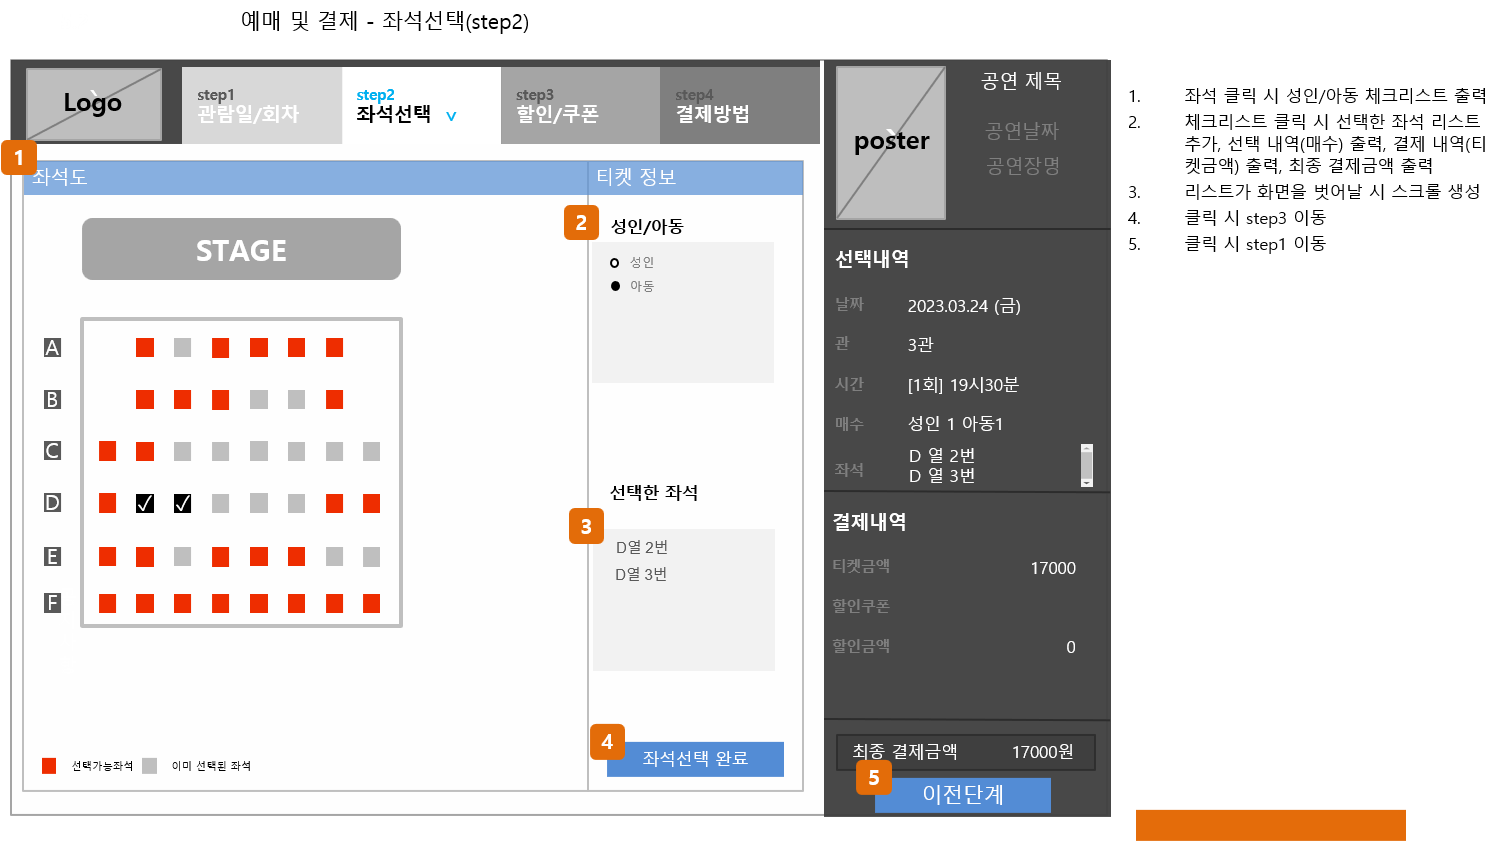 예매 및 결제 - 좌석선택(step2)
Logo
step1
관람일/회차
step2
좌석선택 v
step3
할인/쿠폰
step4
결제방법
1
좌석도
티켓 정보
STAGE
A
B
C
D
E
F
선택가능좌석
이미 선택된 좌석
2
성인/아동
성인
아동
선택한 좌석
3
D열 2번
D열 3번
4
좌석선택 완료
poster
공연 제목
공연날짜
공연장명
선택내역
날짜 2023.03.24 (금)
관 3관
시간 [1회] 19시30분
매수 성인 1 아동1
좌석
D 열 2번
D 열 3번
결제내역
티켓금액 17000
할인쿠폰
할인금액 0
최종 결제금액 17000원
5
이전단계
1. 좌석 클릭 시 성인/아동 체크리스트 출력
2. 체크리스트 클릭 시 선택한 좌석 리스트
추가, 선택 내역(매수) 출력, 결제 내역(티
켓금액) 출력, 최종 결제금액 출력
3. 리스트가 화면을 벗어날 시 스크롤 생성
4. 클릭 시 step3 이동
5. 클릭 시 step1 이동